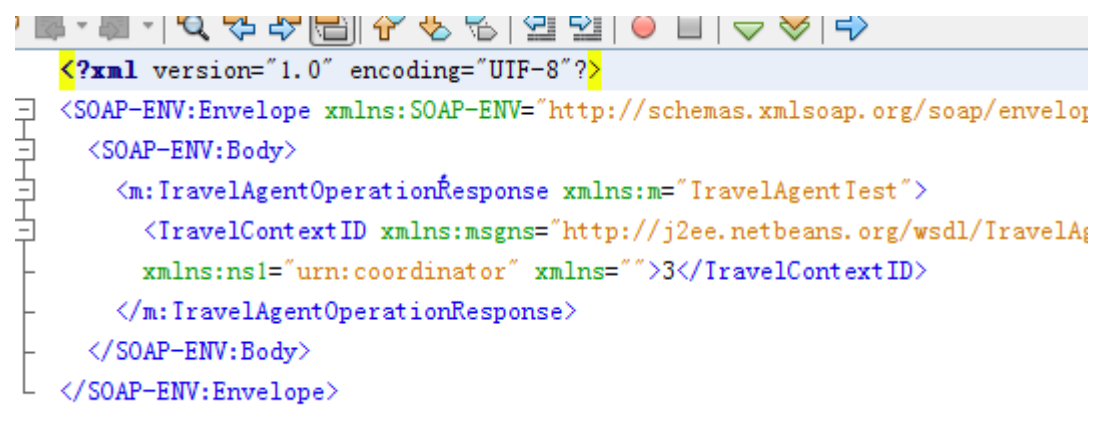 <?xml version="1.0" encoding="UTF-8"?>
<SOAP-ENV:Envelope xmlns:SOAP-ENV="http://schemas.xmlsoap.org/soap/envelop
<SOAP-ENV:Body>
<m:TravelAgentOperationResponse xmlns:m="TravelAgentTest">
<TravelContextID xmlns:msgns="http://j2ee.netbeans.org/wsdl/TravelAg
xmlns:ns1="urn:coordinator" xmlns="">3</TravelContextID>
</m:TravelAgentOperationResponse>
</SOAP-ENV:Body>
</SOAP-ENV:Envelope>